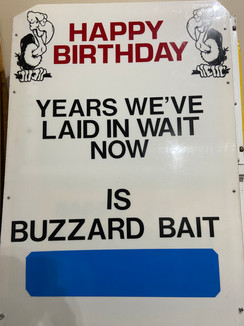 HAPPY
BIRTHDAY
YEARS WE'VE
LAID IN WAIT
NOW
IS
BUZZARD BAIT